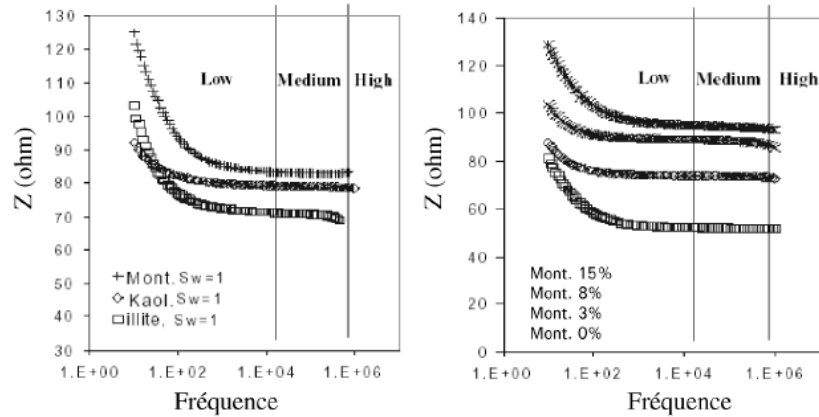 130
120
110
100
90
80
70
60
50
40
30
Z (ohm)
Low
Medium
High
+Mont. Sw=1
◇Kaol. Sw=1
□illite, Sw=1
1.E+00
1.E+02
1.E+04
1.E+06
Fréquence
140
120
100
80
60
40
20
0
Z (ohm)
Low
Medium
High
Mont. 15%
Mont. 8%
Mont. 3%
Mont. 0%
1.E+00
1.E+02
1.E+04
1.E+06
Fréquence